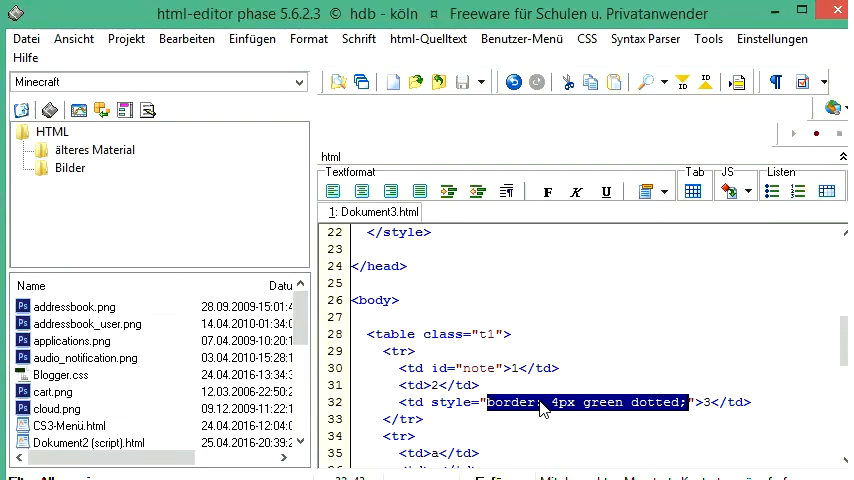 html-editor phase 5.6.2.3 © hdb - köln ¤ Freeware für Schulen u. Privatanwender
Datei Ansicht Projekt Bearbeiten Einfügen Format Schrift html-Quelltext Benutzer-Menü CSS Syntax Parser Tools Einstellungen
Hilfe
Minecraft
HTML
älteres Material
Bilder
html
Textformat Tab JS Listen
F K U
1: Dokument3.html
Name Datu
addressbook.png 28.09.2009-15:01:4
addressbook_user.png 14.04.2010-01:34:0
applications.png 07.04.2009-10:20:1
audio_notification.png 03.04.2010-15:28:1
Blogger.css 24.04.2016-13:34:3
cart.png 12.03.2006-22:50:2
cloud.png 09.12.2009-11:22:1
CS3-Menü.html 24.04.2016-12:04:0
Dokument2 (script).html 25.04.2016-20:39:2
22 </style>
23
24 </head>
25
26 <body>
27
28 <table class="t1">
29 <tr>
30 <td id="note">1</td>
31 <td>2</td>
32 <td style="border: 4px green dotted;">3</td>
33 </tr>
34 <tr>
35 <td>a</td>